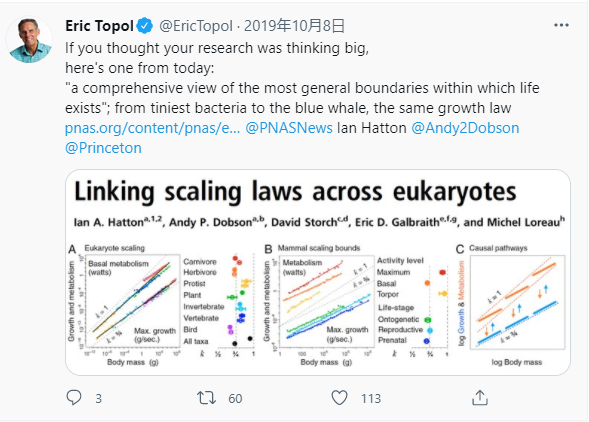 Eric Topol @EricTopol · 2019年10月8日
If you thought your research was thinking big,
here's one from today:
"a comprehensive view of the most general boundaries within which life
exists"; from tiniest bacteria to the blue whale, the same growth law
pnas.org/content/pnas/e... @PNASNews Ian Hatton @Andy2Dobson
@Princeton
Linking scaling laws across eukaryotes
Ian A. Hatton, Andy P. Dobson, David Storch, Eric D. Galbraith, and Michel Loreau
A Eukaryote scaling
Growth and metabolism
Basal metabolism
(watts)
k = 1
k = ¾
Max. growth
(g/sec.)
Body mass (g)
Carnivore
Herbivore
Protist
Plant
Invertebrate
Vertebrate
Bird
All taxa
k ½ ¾ 1
B Mammal scaling bounds
Growth and metabolism
Metabolism
(watts)
k = 1
k = ¾
Max. growth
(g/sec.)
1 100
Body mass (g)
Activity level
Maximum
Basal
Torpor
Life-stage
Ontogenetic
Reproductive
Prenatal
k ½ ¾ 1
C Causal pathways
log Growth & Metabolism
k = 1
k = ¾
log Body mass
3 60 113